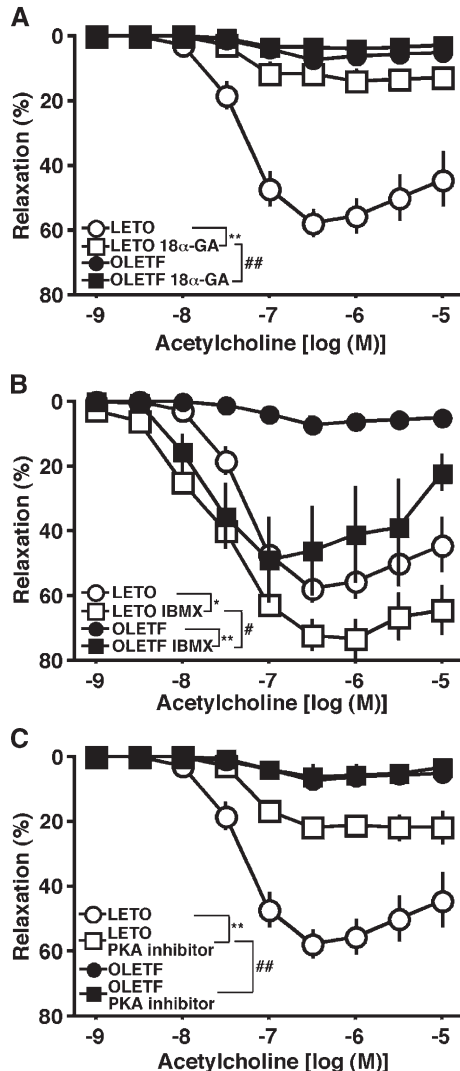 A
0
20
40
60
80
Relaxation (%)
LETO
LETO 18α-GA
OLETF
OLETF 18α-GA
**
##
-9 -8 -7 -6 -5
Acetylcholine [log (M)]
B
0
20
40
60
80
Relaxation (%)
LETO
LETO IBMX
OLETF
OLETF IBMX
*
**
#
-9 -8 -7 -6 -5
Acetylcholine [log (M)]
C
0
20
40
60
80
Relaxation (%)
LETO
LETO
PKA inhibitor
OLETF
OLETF
PKA inhibitor
**
##
-9 -8 -7 -6 -5
Acetylcholine [log (M)]